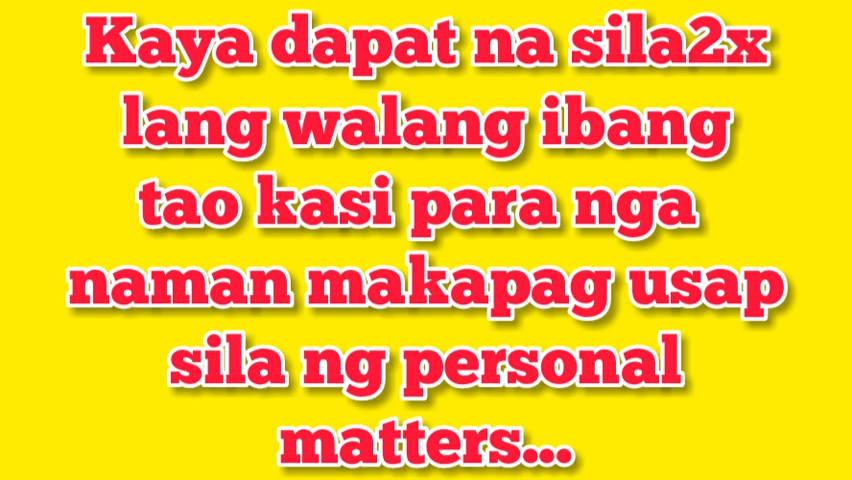 Kaya dapat na sila2x
lang walang ibang
tao kasi para nga
naman makapag usap
sila ng personal
matters...